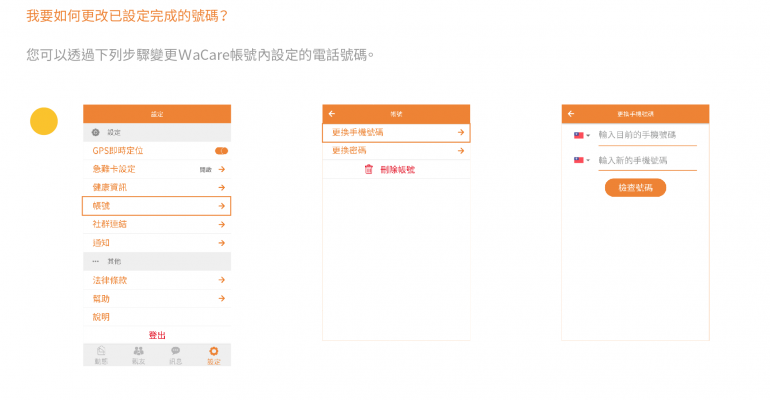 我要如何更改已設定完成的號碼？
您可以透過下列步驟變更WaCare帳號內設定的電話號碼。
設定
設定
GPS即時定位
急難卡設定 開啟
健康資訊
帳號
社群連結
通知
其他
法律條款
幫助
說明
登出
動態 戰友 訊息 設定
帳號
更換手機號碼
更換密碼
刪除帳號
更換手機號碼
輸入目前的手機號碼
輸入新的手機號碼
檢查號碼